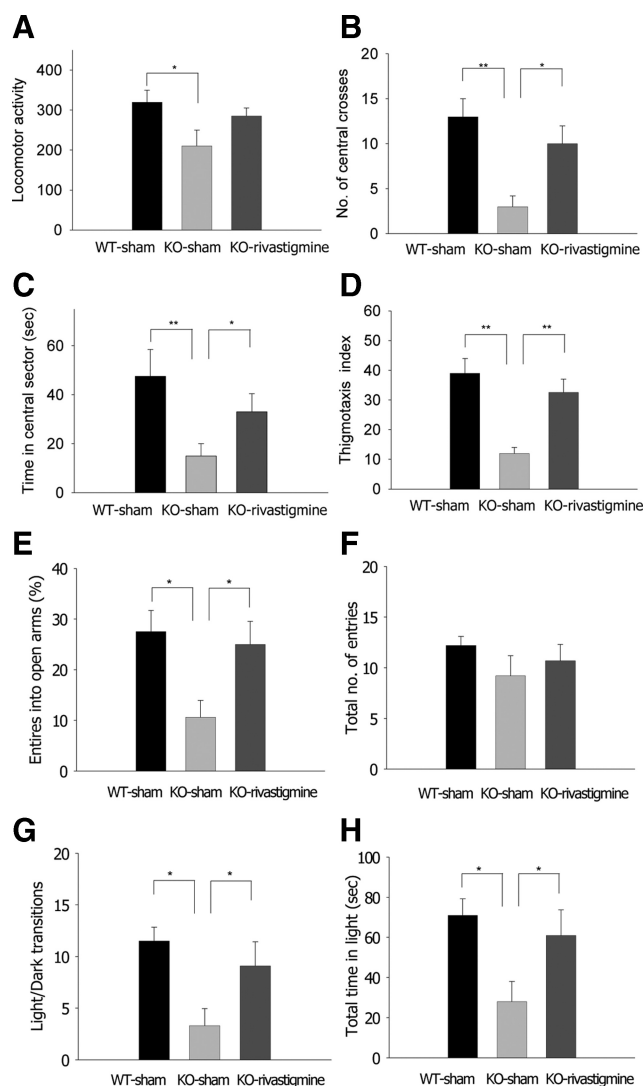 A
Locomotor activity
400
300
200
100
0
*
WT-sham KO-sham KO-rivastigmine
B
No. of central crosses
20
15
10
5
0
** *
WT-sham KO-sham KO-rivastigmine
C
Time in central sector (sec)
60
40
20
0
** *
WT-sham KO-sham KO-rivastigmine
D
Thigmotaxis index
60
50
40
30
20
10
0
** **
WT-sham KO-sham KO-rivastigmine
E
Entires into open arms (%)
40
30
20
10
0
* *
WT-sham KO-sham KO-rivastigmine
F
Total no. of entries
20
15
10
5
0
WT-sham KO-sham KO-rivastigmine
G
Light/Dark transitions
20
15
10
5
0
* *
WT-sham KO-sham KO-rivastigmine
H
Total time in light (sec)
100
80
60
40
20
0
* *
WT-sham KO-sham KO-rivastigmine